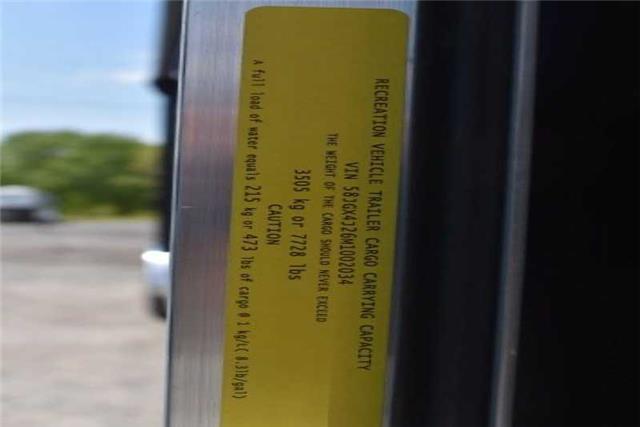 RECREATION VEHICLE TRAILER CARGO CARRYING CAPACITY
VIN 58JGX4J26M1002034
THE WEIGHT OF THE CARGO SHOULD NEVER EXCEED
3505 kg or 7728 lbs
CAUTION
A full load of water equals 215 kg or 473 lbs of cargo @ 1 kg/L( 8.3lb/gal)